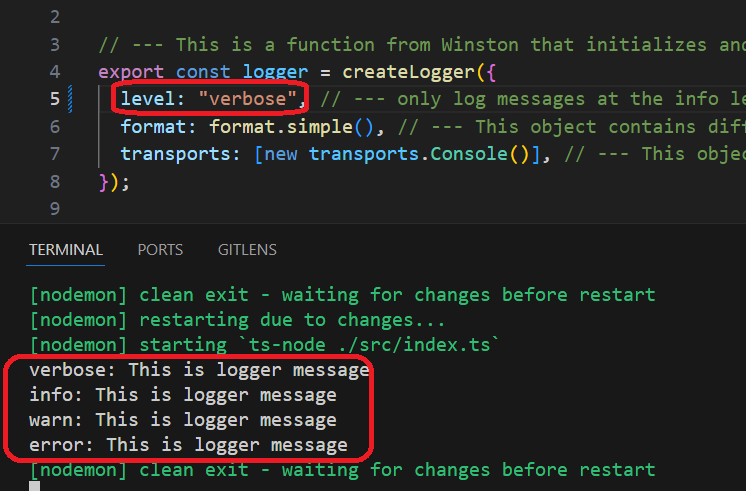 2
3 // --- This is a function from Winston that initializes and
4 export const logger = createLogger({
5 level: "verbose", // --- only log messages at the info le
6 format: format.simple(), // --- This object contains diff
7 transports: [new transports.Console()], // --- This objec
8 });
9
TERMINAL PORTS GITLENS
[nodemon] clean exit - waiting for changes before restart
[nodemon] restarting due to changes...
[nodemon] starting `ts-node ./src/index.ts`
verbose: This is logger message
info: This is logger message
warn: This is logger message
error: This is logger message
[nodemon] clean exit - waiting for changes before restart